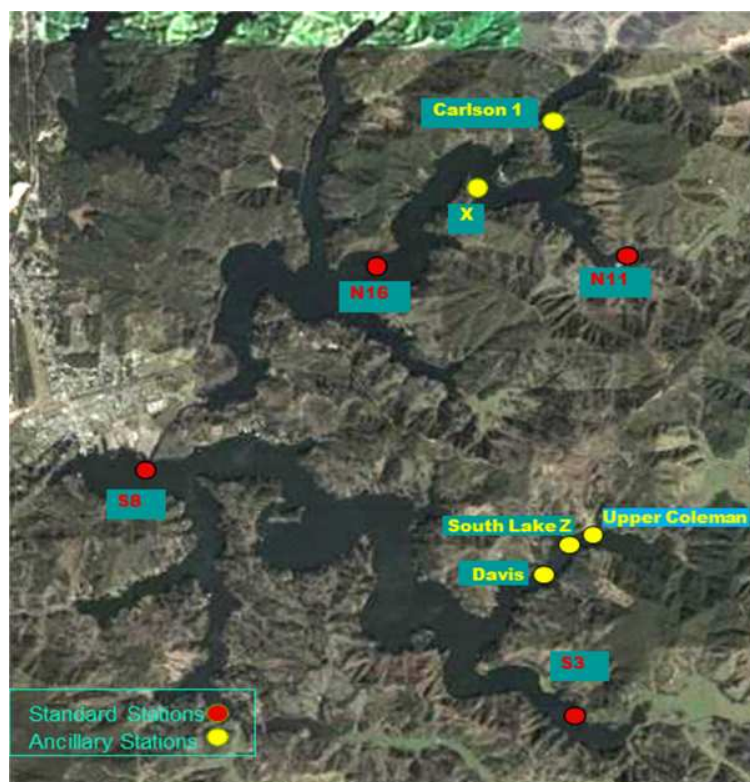 Carlson 1
X
N16
N11
S8
South Lake Z
Upper Coleman
Davis
S3
Standard Stations
Ancillary Stations